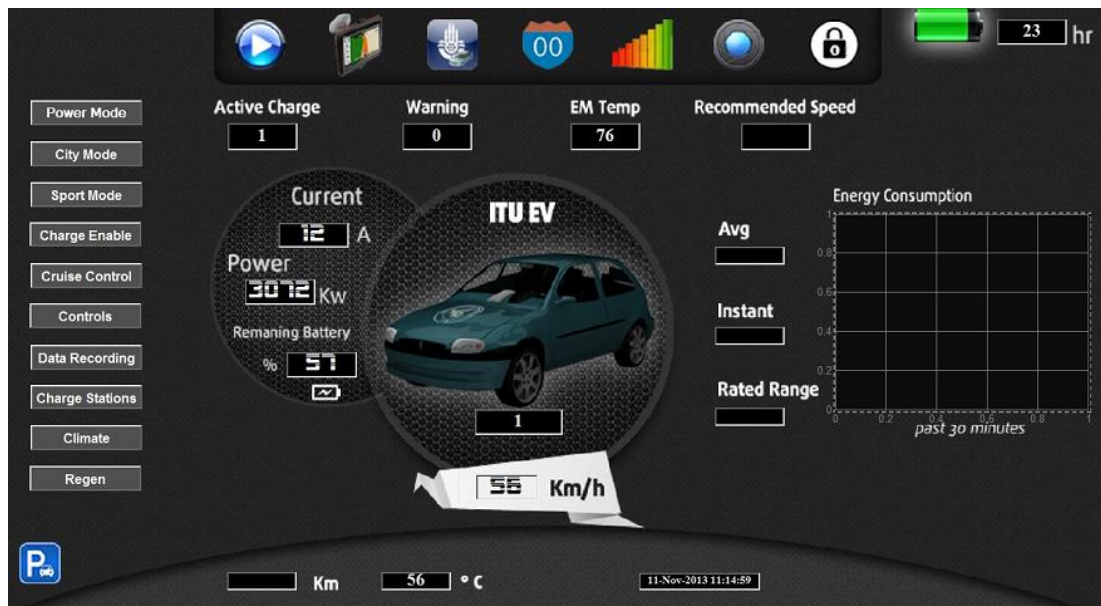 00
23 hr
Power Mode
City Mode
Sport Mode
Charge Enable
Cruise Control
Controls
Data Recording
Charge Stations
Climate
Regen
Active Charge
1
Warning
0
EM Temp
76
Recommended Speed
Current
12 A
Power
3072 Kw
Remaning Battery
% 57
ITU EV
1
55 Km/h
Avg
Instant
Rated Range
Energy Consumption
1
0.8
0.6
0.4
0.2
0
0 0.2 0.4 0.6 0.8 1
past 30 minutes
P
Km
56 ° C
11-Nov-2013 11:14:59